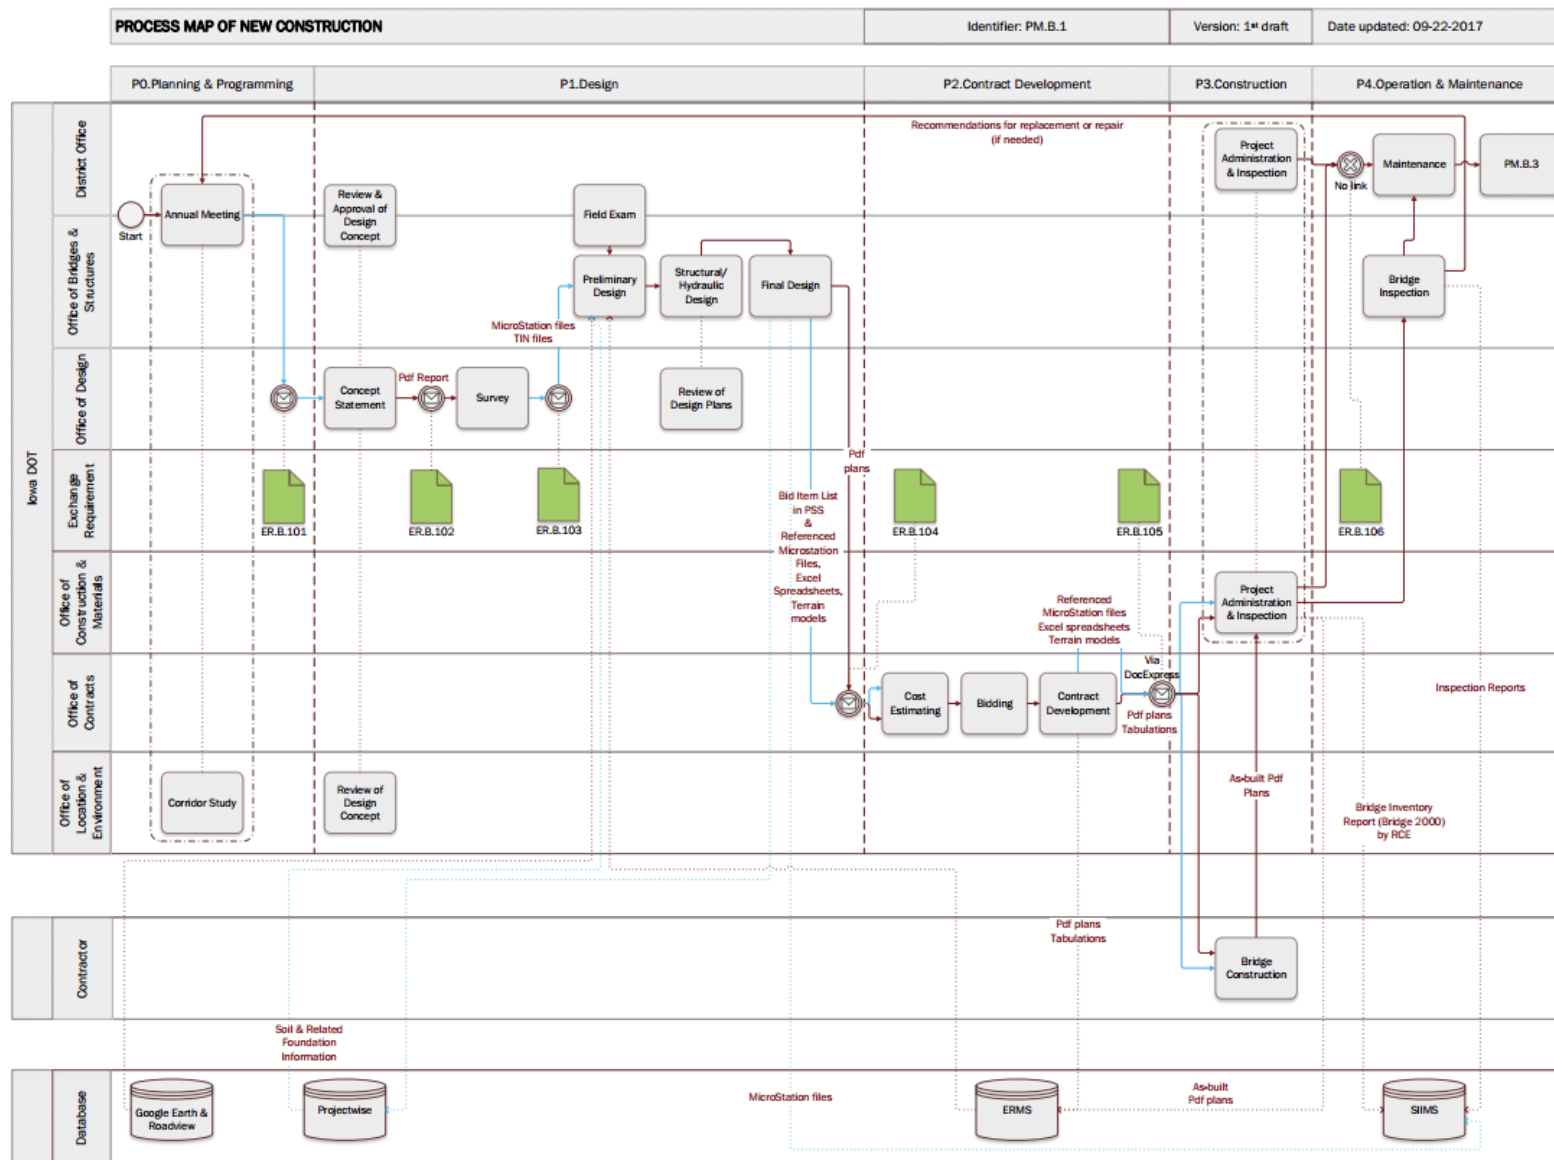 PROCESS MAP OF NEW CONSTRUCTION
Identifier: PM.B.1
Version: 1st draft
Date updated: 09-22-2017
P0.Planning & Programming
P1.Design
P2.Contract Development
P3.Construction
P4.Operation & Maintenance
Iowa DOT
District Office
Recommendations for replacement or repair
(if needed)
Start
Annual Meeting
Review &
Approval of
Design
Concept
Field Exam
Project
Administration
& Inspection
No link
Maintenance
PM.B.3
Office of Bridges &
Structures
Preliminary
Design
Structural/
Hydraulic
Design
Final Design
Bridge
Inspection
MicroStation files
TIN files
Office of Design
Concept
Statement
Pdf Report
Survey
Review of
Design Plans
Pdf
plans
Exchange
Requirement
ER.B.101
ER.B.102
ER.B.103
ER.B.104
ER.B.105
ER.B.106
Bid Item List
in PSS
&
Referenced
Microstation
Files,
Excel
Spreadsheets,
Terrain
models
Office of
Construction &
Materials
Referenced
MicroStation files
Excel spreadsheets
Terrain models
Project
Administration
& Inspection
Office of
Contracts
Cost
Estimating
Bidding
Contract
Development
Via
DocExpress
Pdf plans
Tabulations
Inspection Reports
Office of
Location &
Environment
Corridor Study
Review of
Design
Concept
As-built Pdf
Plans
Bridge Inventory
Report (Bridge 2000)
by RCE
Contractor
Pdf plans
Tabulations
Bridge
Construction
Soil & Related
Foundation
Information
Database
Google Earth &
Roadview
Projectwise
MicroStation files
ERMS
As-built
Pdf plans
SIIMS